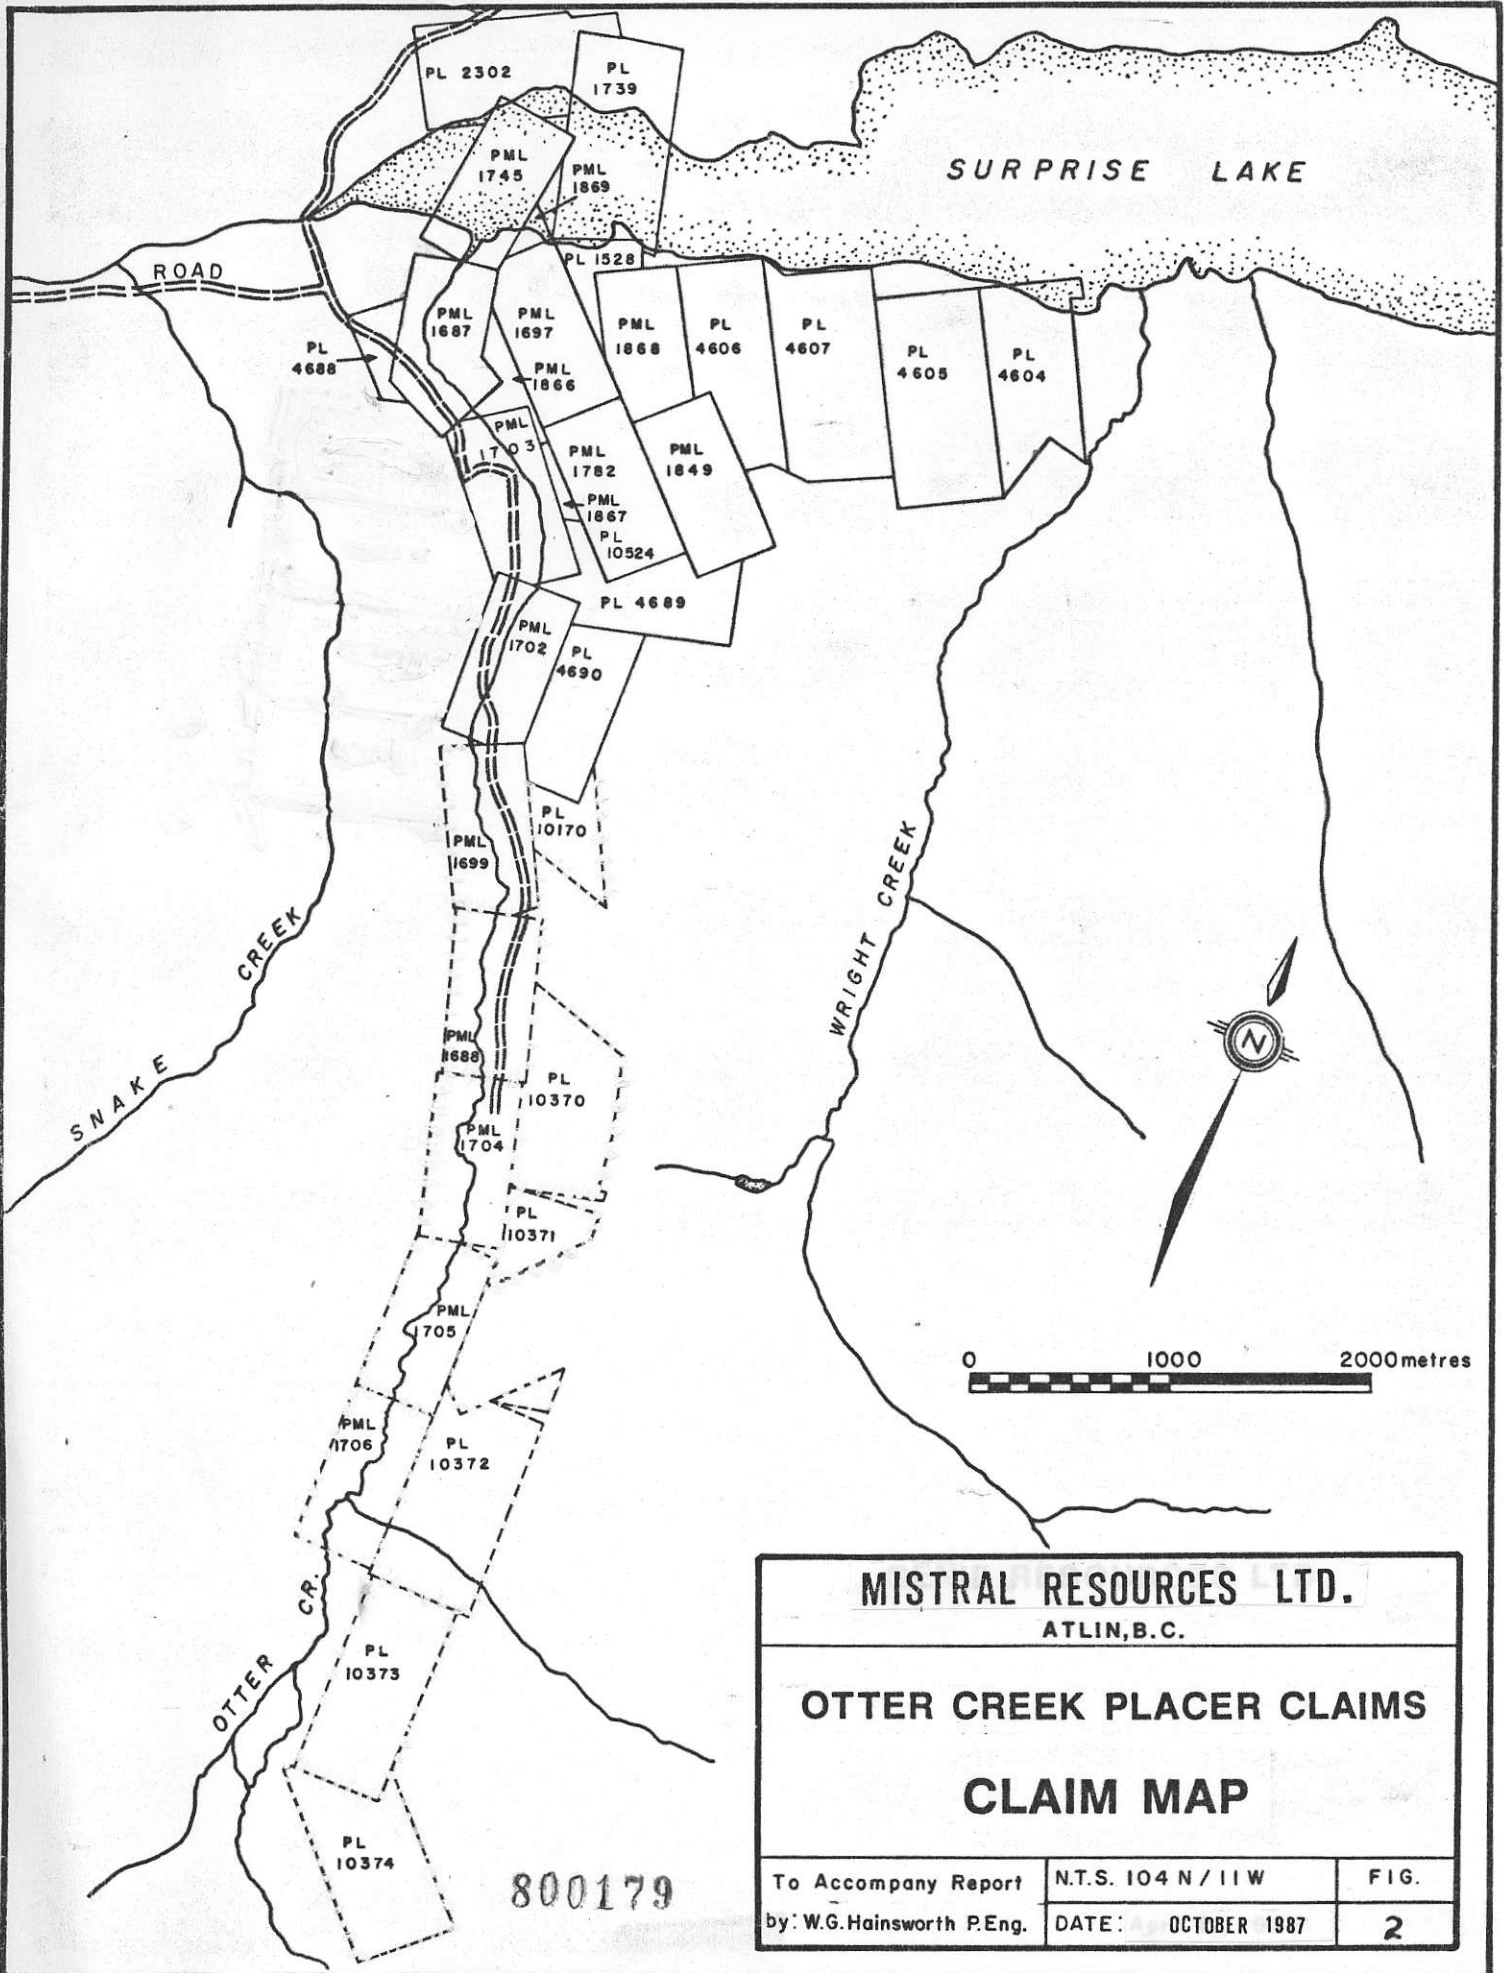 PL 2302
PL
1739
PML
1745
PML
1869
SURPRISE LAKE
ROAD
PL 1528
PML
1687
PML
1697
PML
1868
PL
4606
PL
4607
PL
4605
PL
4604
PL
4688
PML
1866
PML
1703
PML
1782
PML
1849
PML
1867
PL
10524
PL 4689
PML
1702
PL
4690
PL
10170
PML
1699
WRIGHT CREEK
SNAKE CREEK
N
PML
1688
PL
10370
PML
1704
PL
10371
PML
1705
0 1000 2000 metres
PML
1706
PL
10372
OTTER CR.
PL
10373
PL
10374
800179
MISTRAL RESOURCES LTD.
ATLIN, B.C.
OTTER CREEK PLACER CLAIMS
CLAIM MAP
To Accompany Report
by: W.G. Hainsworth P.Eng.
N.T.S. 104 N / 11 W
DATE: OCTOBER 1987
FIG.
2